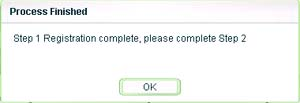 Process Finished
Step 1 Registration complete, please complete Step 2
OK